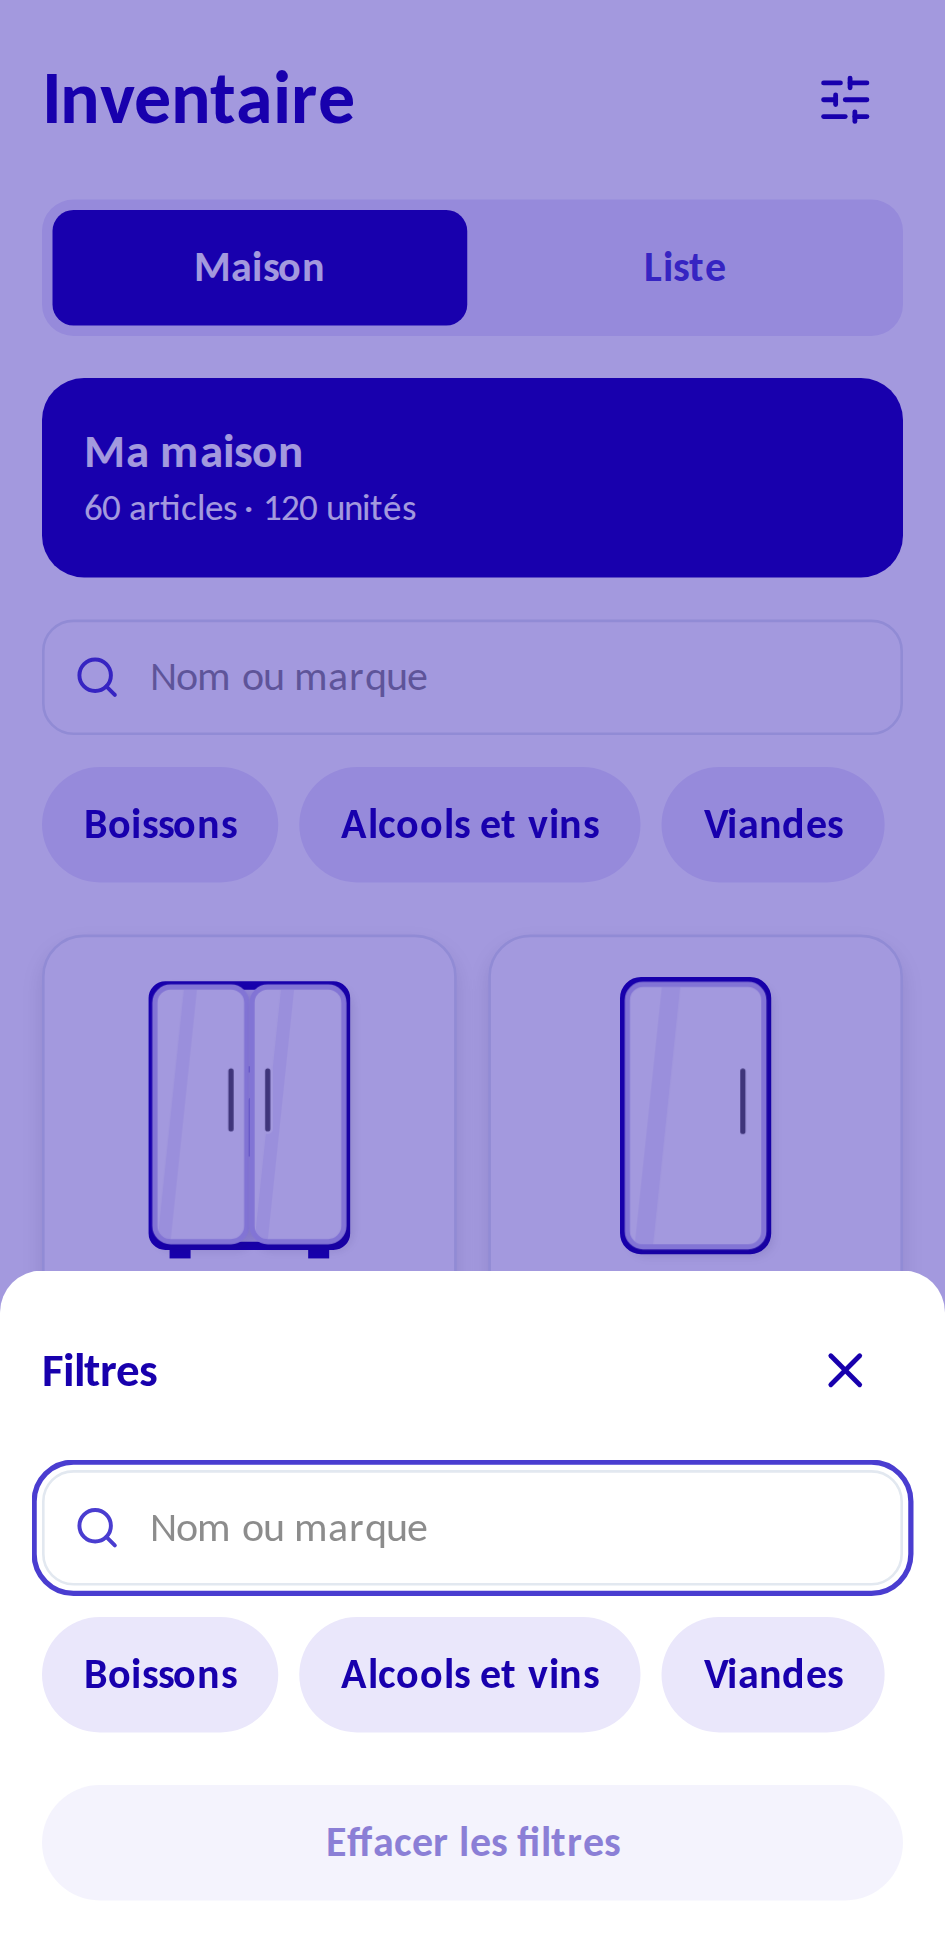 Inventaire
Maison
Liste
Ma maison
60 articles · 120 unités
Nom ou marque
Boissons
Alcools et vins
Viandes
Filtres
Nom ou marque
Boissons
Alcools et vins
Viandes
Effacer les filtres